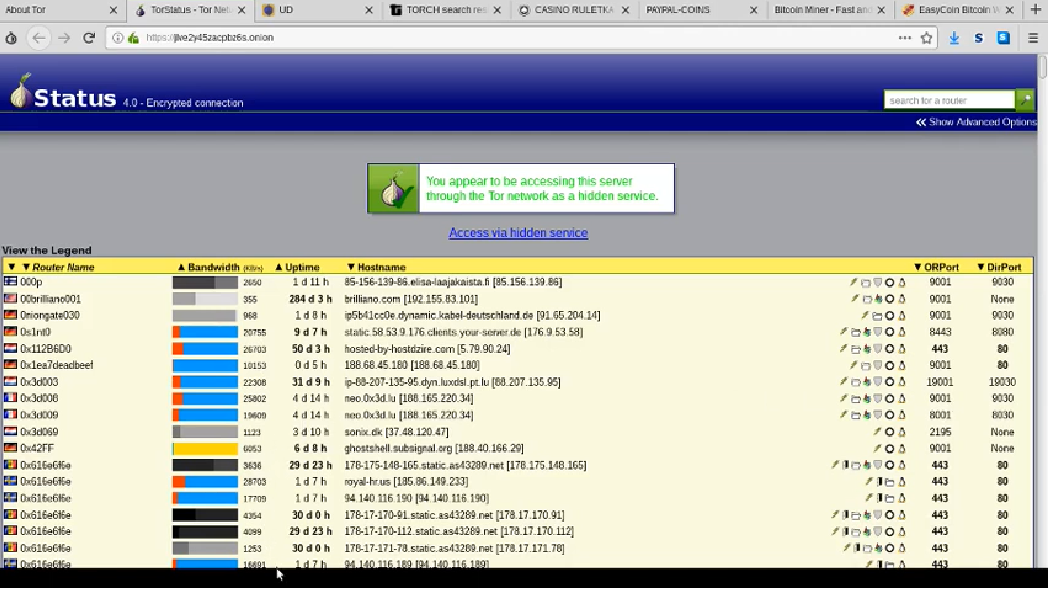 About Tor TorStatus - Tor Net UD TORCH search res CASINO RULETKA PAYPAL-COINS Bitcoin Miner - Fast and EasyCoin Bitcoin W
https://jlve2y45zacpbz6s.onion
Status 4.0 - Encrypted connection
search for a router
Show Advanced Options
You appear to be accessing this server
through the Tor network as a hidden service.
Access via hidden service
View the Legend
Router Name Bandwidth (KB/s) Uptime Hostname ORPort DirPort
000p 2650 1 d 11 h 85-156-139-86.elisa-laajakaista.fi [85.156.139.86] 9001 9030
00brilliano001 355 284 d 3 h brilliano.com [192.155.83.101] 9001 None
0niongate030 968 1 d 8 h ip5b41cc0e.dynamic.kabel-deutschland.de [91.65.204.14] 9001 9030
0s1nt0 20755 9 d 7 h static.58.53.9.176.clients.your-server.de [176.9.53.58] 8443 8080
0x112B6D0 26703 50 d 3 h hosted-by-hostdzire.com [5.79.90.24] 443 80
0x1ea7deadbeef 10153 0 d 5 h 188.68.45.180 [188.68.45.180] 9001 80
0x3d003 22308 31 d 9 h ip-88-207-135-95.dyn.luxdsl.pt.lu [88.207.135.95] 19001 19030
0x3d008 25802 4 d 14 h neo.0x3d.lu [188.165.220.34] 9001 9030
0x3d009 19609 4 d 14 h neo.0x3d.lu [188.165.220.34] 8001 8030
0x3d069 1123 3 d 10 h sonix.dk [37.48.120.47] 2195 None
0x42FF 6053 6 d 8 h ghostshell.subsignal.org [188.40.166.29] 9001 None
0x616e6f6e 3636 29 d 23 h 178-175-148-165.static.as43289.net [178.175.148.165] 443 80
0x616e6f6e 28703 1 d 7 h royal-hr.us [185.86.149.233] 443 80
0x616e6f6e 17709 1 d 7 h 94.140.116.190 [94.140.116.190] 443 80
0x616e6f6e 4354 30 d 0 h 178-17-170-91.static.as43289.net [178.17.170.91] 443 80
0x616e6f6e 4099 29 d 23 h 178-17-170-112.static.as43289.net [178.17.170.112] 443 80
0x616e6f6e 1253 30 d 0 h 178-17-171-78.static.as43289.net [178.17.171.78] 443 80
0x616e6f6e 16691 1 d 7 h 94.140.116.189 [94.140.116.189] 443 80